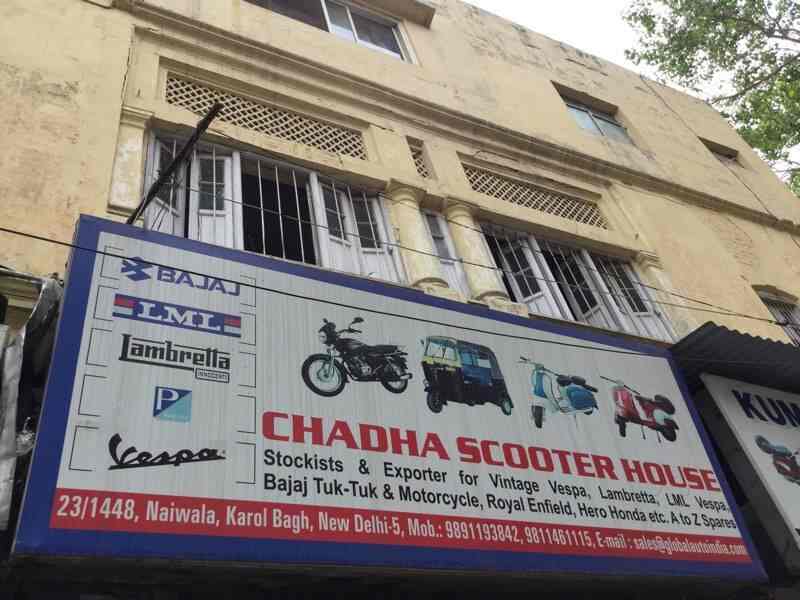 BAJAJ
LML
Lambretta
INNOCENTI
P
Vespa
CHADHA SCOOTER HOUSE
Stockists & Exporter for Vintage Vespa, Lambretta, LML Vespa,
Bajaj Tuk-Tuk & Motorcycle, Royal Enfield, Hero Honda etc. A to Z Spares
23/1448, Naiwala, Karol Bagh, New Delhi-5, Mob.: 9891193842, 9811461115, E-mail : sales@globalautoindia.com
KUM